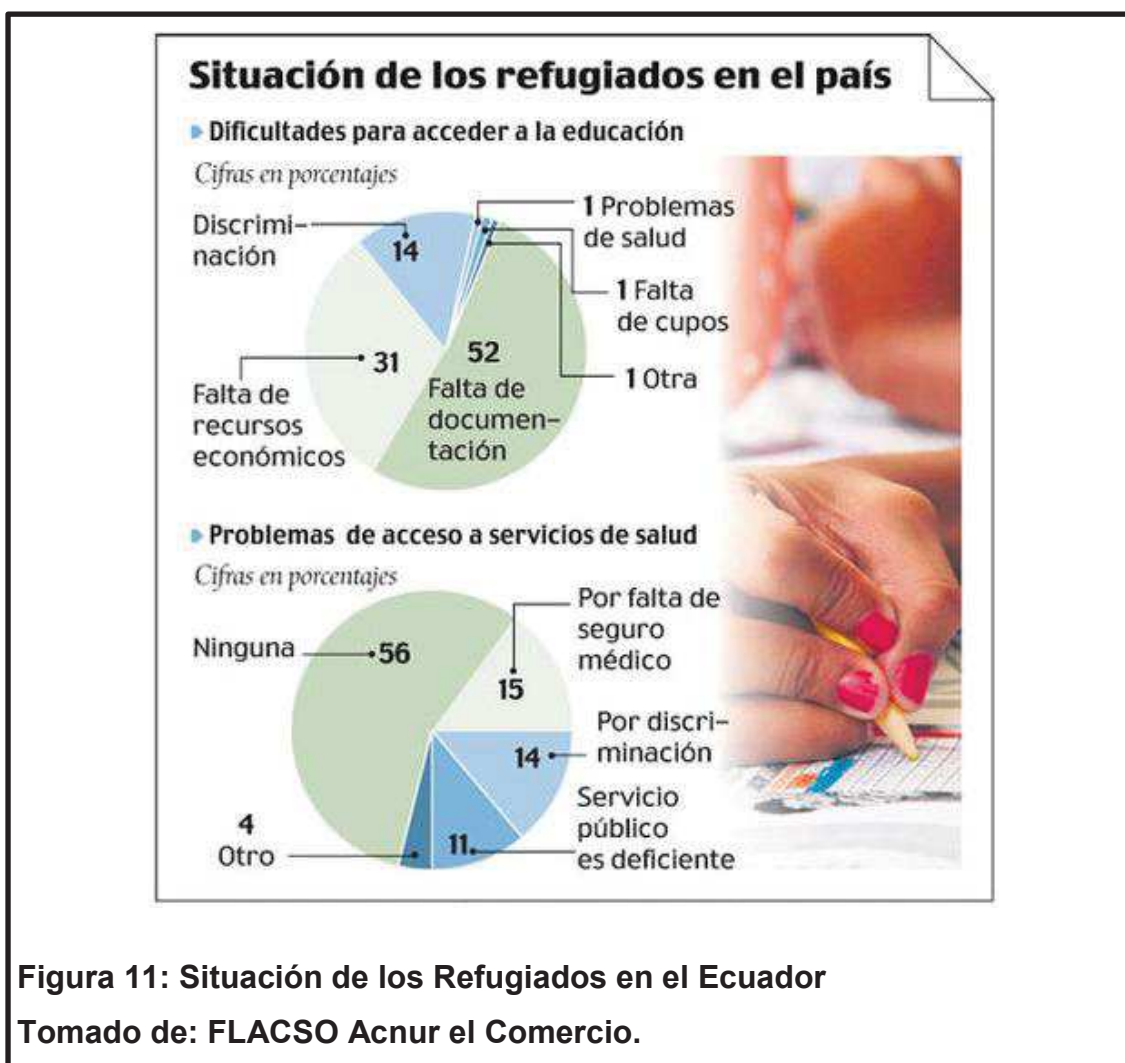 Situación de los refugiados en el país
Dificultades para acceder a la educación
Cifras en porcentajes
Discrimi-
nación
14
1 Problemas
de salud
1 Falta
de cupos
1 Otra
31
Falta de
recursos
económicos
52
Falta de
documen-
tación
Problemas de acceso a servicios de salud
Cifras en porcentajes
Ninguna
56
Por falta de
seguro
médico
15
Por discri-
minación
14
Servicio
público
es deficiente
11
4
Otro
Figura 11: Situación de los Refugiados en el Ecuador
Tomado de: FLACSO Acnur el Comercio.